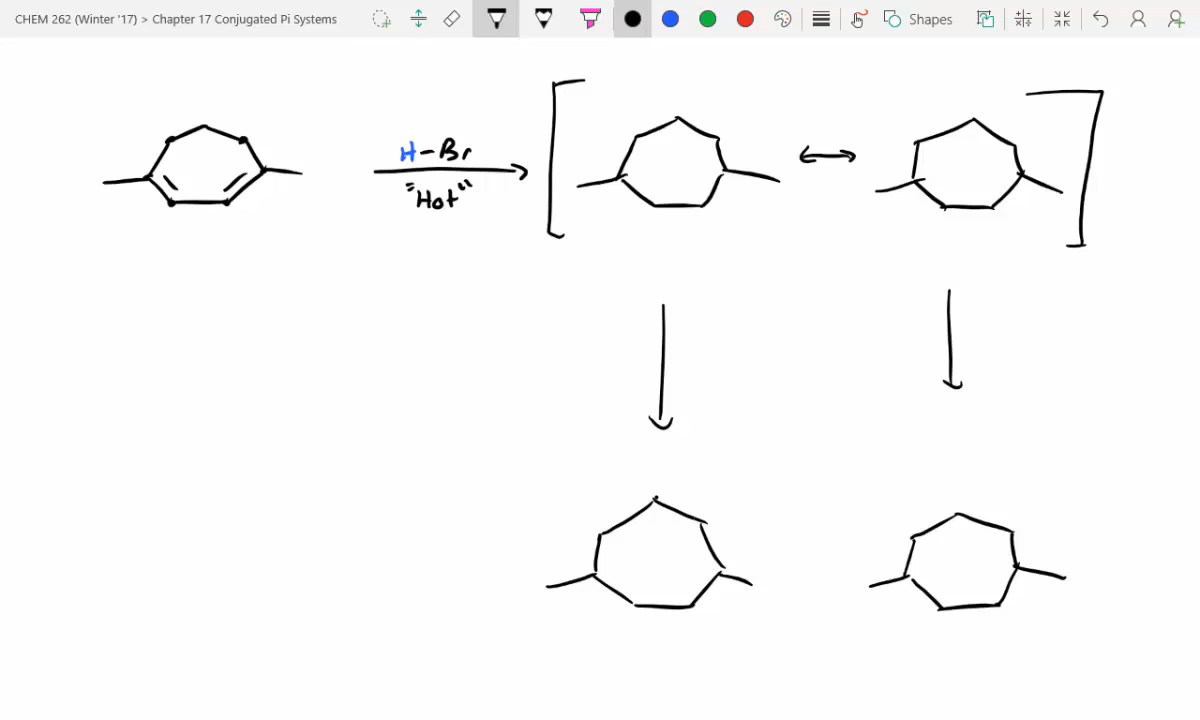 CHEM 262 (Winter '17) > Chapter 17 Conjugated Pi Systems
Shapes
H-Br
"Hot"